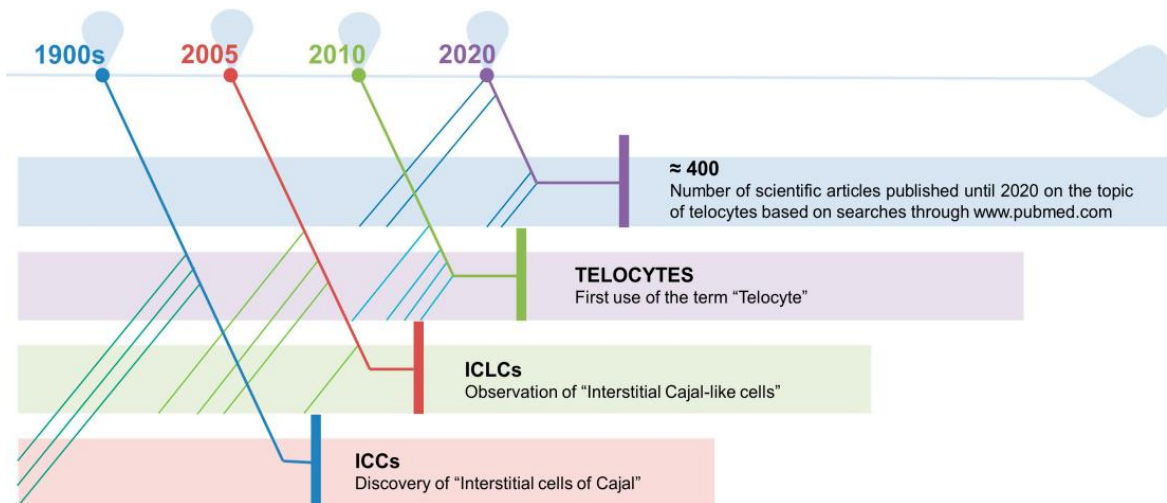 1900s 2005 2010 2020
≈ 400
Number of scientific articles published until 2020 on the topic
of telocytes based on searches through www.pubmed.com
TELOCYTES
First use of the term “Telocyte”
ICLCs
Observation of “Interstitial Cajal-like cells”
ICCs
Discovery of “Interstitial cells of Cajal”